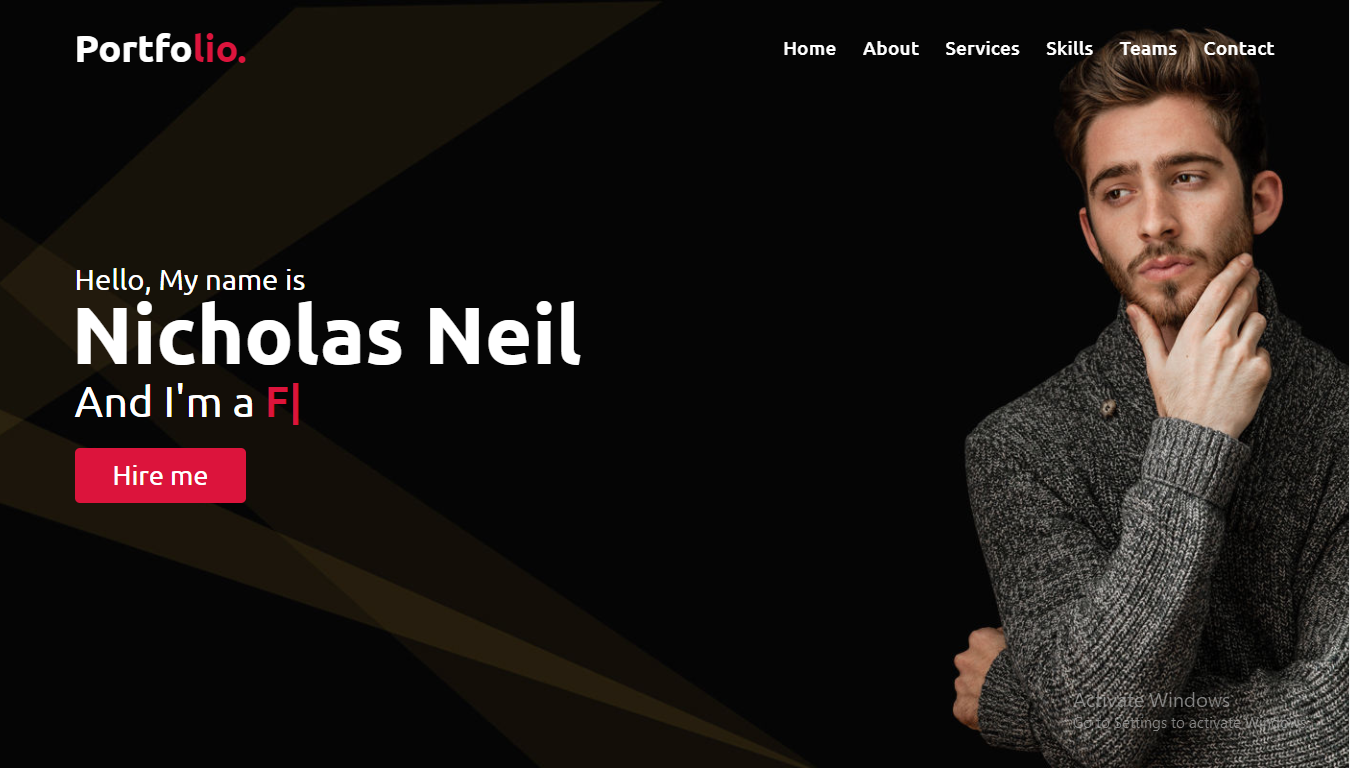 Portfolio.
Home About Services Skills Teams Contact
Hello, My name is
Nicholas Neil
And I'm a F|
Hire me
Activate Windows
Go to Settings to activate Windows.